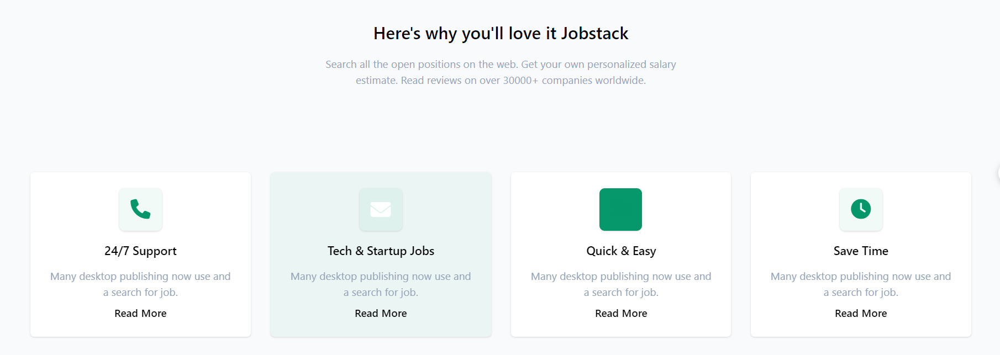 Here's why you'll love it Jobstack
Search all the open positions on the web. Get your own personalized salary
estimate. Read reviews on over 30000+ companies worldwide.
24/7 Support
Many desktop publishing now use and
a search for job.
Read More
Tech & Startup Jobs
Many desktop publishing now use and
a search for job.
Read More
Quick & Easy
Many desktop publishing now use and
a search for job.
Read More
Save Time
Many desktop publishing now use and
a search for job.
Read More